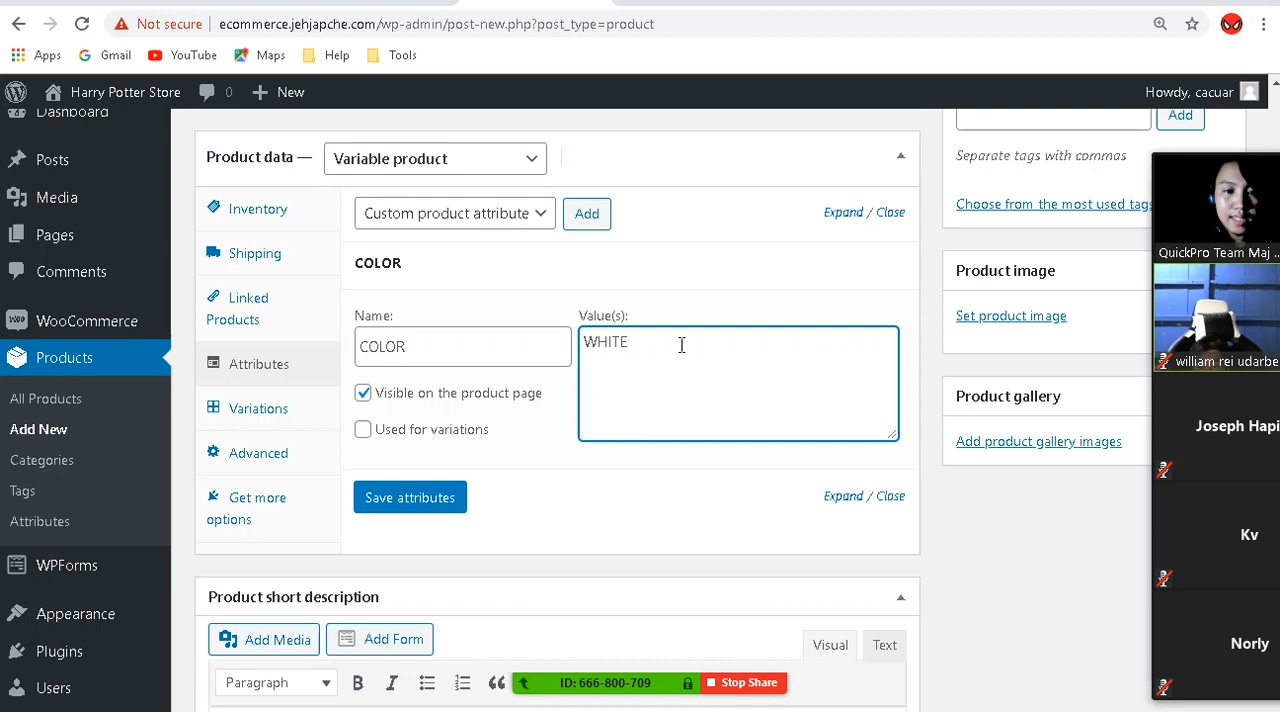 Not secure ecommerce.jehjapche.com/wp-admin/post-new.php?post_type=product
Apps Gmail YouTube Maps Help Tools
Harry Potter Store 0 New Howdy, cacuar
Dashboard
Posts
Media
Pages
Comments
WooCommerce
Products
All Products
Add New
Categories
Tags
Attributes
WPForms
Appearance
Plugins
Users
Product data — Variable product
Inventory
Shipping
Linked
Products
Attributes
Variations
Advanced
Get more
options
Custom product attribute Add Expand / Close
COLOR
Name: Value(s):
COLOR WHITE
Visible on the product page
Used for variations
Save attributes Expand / Close
Product short description
Add Media Add Form Visual Text
Paragraph B I ID: 666-800-709 Stop Share
Add
Separate tags with commas
Choose from the most used tags
Product image
Set product image
Product gallery
Add product gallery images
QuickPro Team Maj ..
william rei udarbe
Joseph Hapi
Kv
Norly